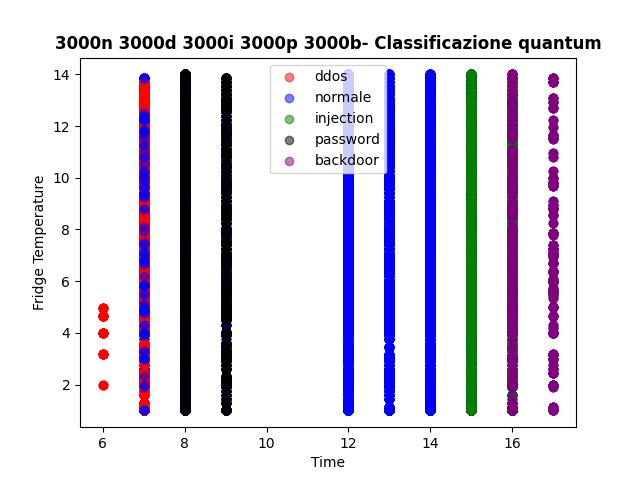 3000n 3000d 3000i 3000p 3000b- Classificazione quantum
ddos
normale
injection
password
backdoor
Fridge Temperature
14
12
10
8
6
4
2
6 8 10 12 14 16
Time